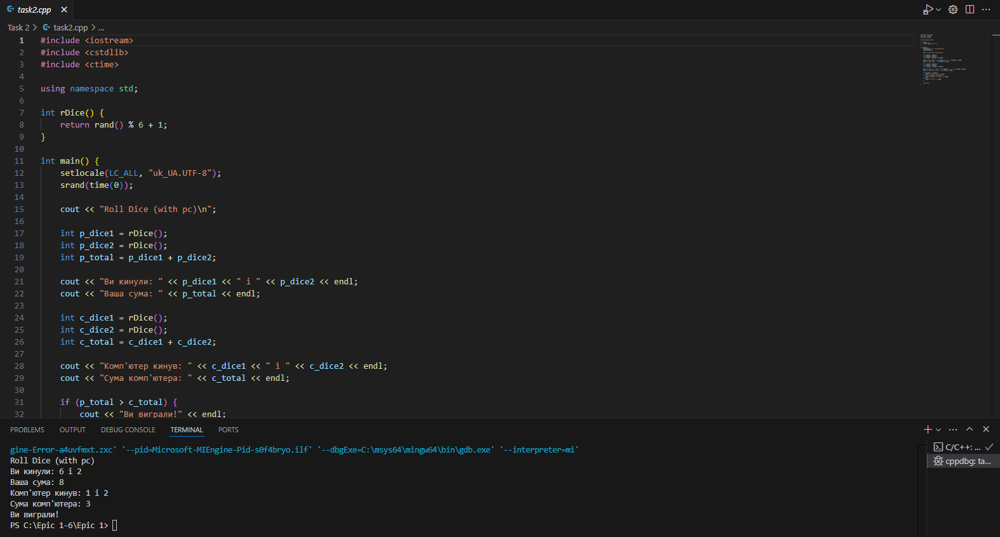 task2.cpp
Task 2 > task2.cpp > ...
1 #include <iostream>
2 #include <cstdlib>
3 #include <ctime>
4
5 using namespace std;
6
7 int rDice() {
8 return rand() % 6 + 1;
9 }
10
11 int main() {
12 setlocale(LC_ALL, "uk_UA.UTF-8");
13 srand(time(0));
14
15 cout << "Roll Dice (with pc)\n";
16
17 int p_dice1 = rDice();
18 int p_dice2 = rDice();
19 int p_total = p_dice1 + p_dice2;
20
21 cout << "Ви кинули: " << p_dice1 << " і " << p_dice2 << endl;
22 cout << "Ваша сума: " << p_total << endl;
23
24 int c_dice1 = rDice();
25 int c_dice2 = rDice();
26 int c_total = c_dice1 + c_dice2;
27
28 cout << "Комп'ютер кинув: " << c_dice1 << " і " << c_dice2 << endl;
29 cout << "Сума комп'ютера: " << c_total << endl;
30
31 if (p_total > c_total) {
32 cout << "Ви виграли!" << endl;
PROBLEMS OUTPUT DEBUG CONSOLE TERMINAL PORTS
gine-Error-a4uvfmxt.zxc' '--pid=Microsoft-MIEngine-Pid-s0f4bryo.ilf' '--dbgExe=C:\msys64\mingw64\bin\gdb.exe' '--interpreter=mi'
Roll Dice (with pc)
Ви кинули: 6 і 2
Ваша сума: 8
Комп'ютер кинув: 1 і 2
Сума комп'ютера: 3
Ви виграли!
PS C:\Epic 1-6\Epic 1>
C/C++: ...
cppdbg: ta...